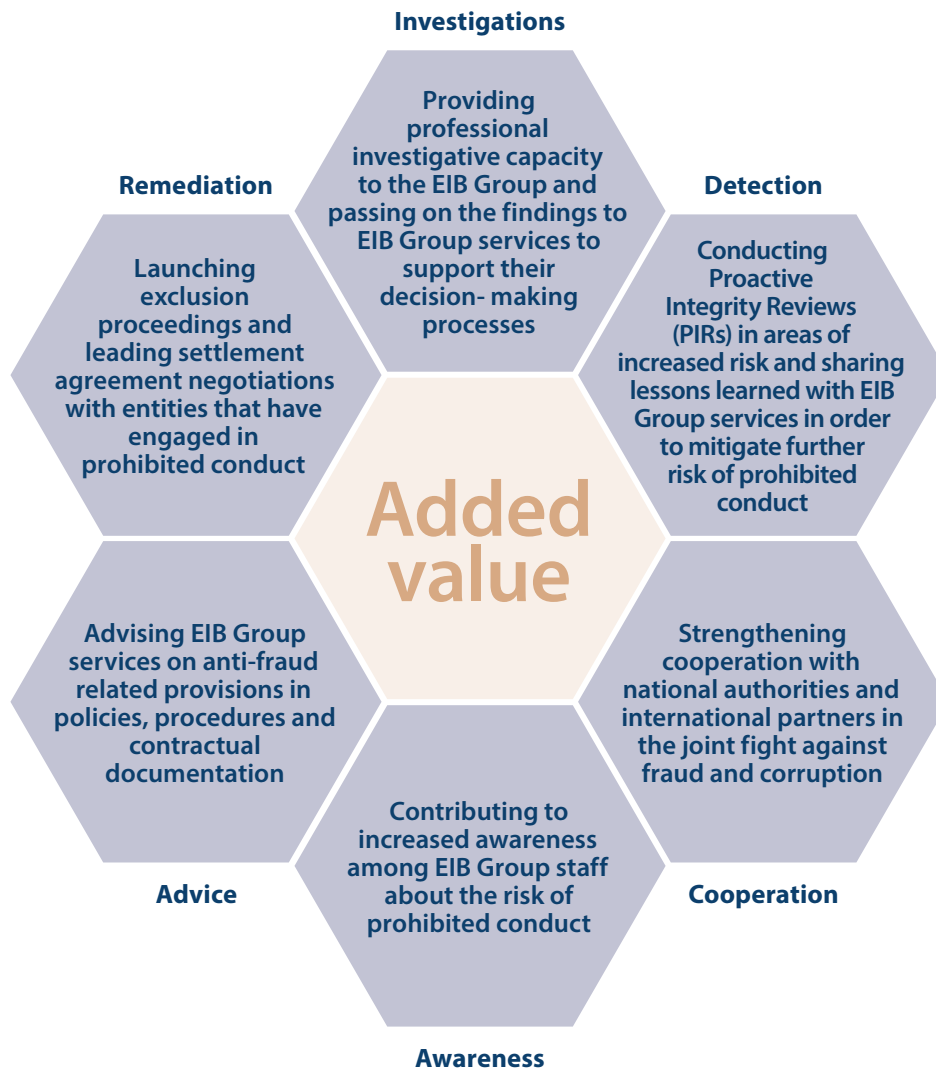 Investigations
Providing
professional
investigative capacity
to the EIB Group and
passing on the findings to
EIB Group services to
support their
decision- making
processes
Remediation
Launching
exclusion
proceedings and
leading settlement
agreement negotiations
with entities that have
engaged in
prohibited conduct
Detection
Conducting
Proactive
Integrity Reviews
(PIRs) in areas of
increased risk and sharing
lessons learned with EIB
Group services in order
to mitigate further
risk of prohibited
conduct
Added
value
Advising EIB Group
services on anti-fraud
related provisions in
policies, procedures and
contractual
documentation
Advice
Strengthening
cooperation with
national authorities and
international partners in
the joint fight against
fraud and corruption
Cooperation
Contributing to
increased awareness
among EIB Group staff
about the risk of
prohibited conduct
Awareness